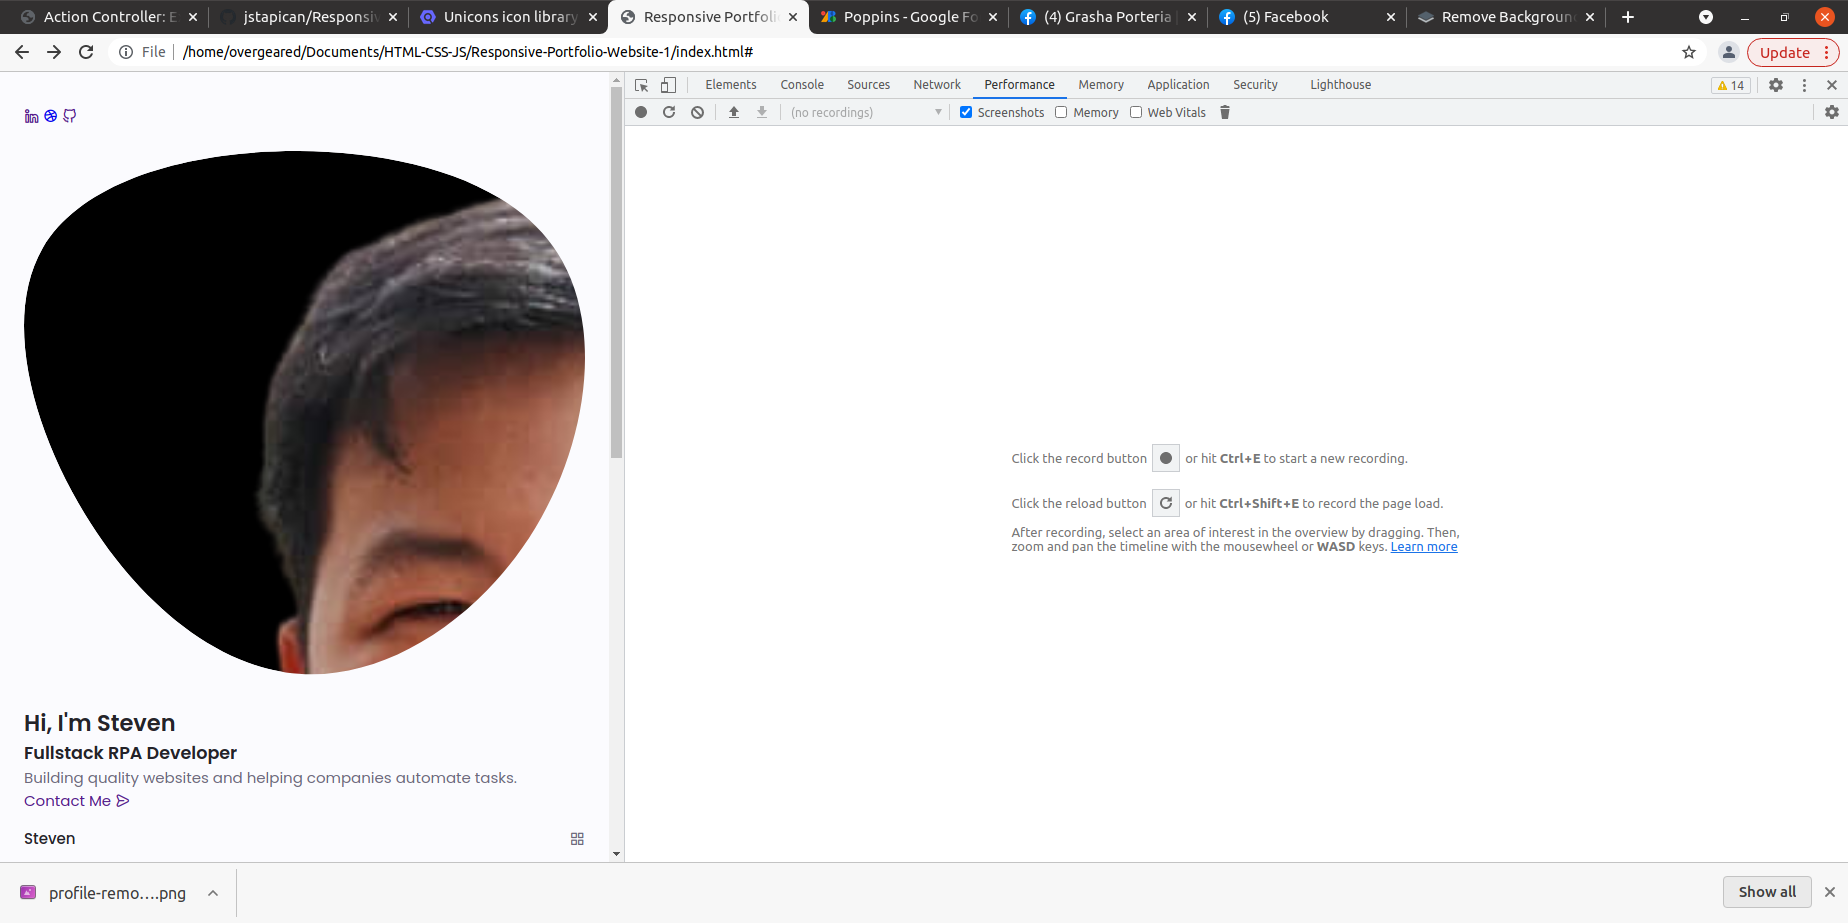 Action Controller: E
jstapican/Responsiv
Unicons icon library
Responsive Portfoli
Poppins - Google Fo
(4) Grasha Porteria |
(5) Facebook
Remove Backgroun
File
/home/overgeared/Documents/HTML-CSS-JS/Responsive-Portfolio-Website-1/index.html#
Update
Elements Console Sources Network Performance Memory Application Security Lighthouse
14
(no recordings)
Screenshots
Memory
Web Vitals
Click the record button or hit Ctrl+E to start a new recording.
Click the reload button or hit Ctrl+Shift+E to record the page load.
After recording, select an area of interest in the overview by dragging. Then,
zoom and pan the timeline with the mousewheel or WASD keys. Learn more
Hi, I'm Steven
Fullstack RPA Developer
Building quality websites and helping companies automate tasks.
Contact Me
Steven
profile-remo....png
Show all